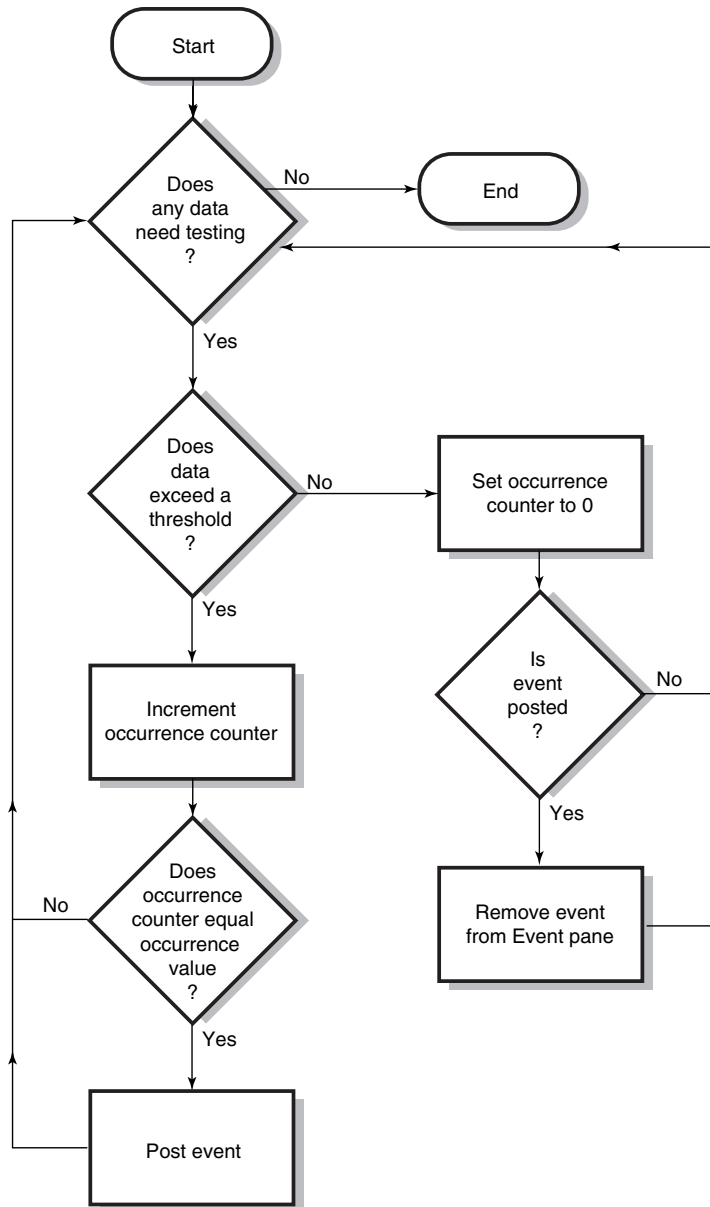 Start
Does
any data
need testing
?
No
End
Yes
Does
data
exceed a
threshold
?
No
Set occurrence
counter to 0
Yes
Is
event
posted
?
No
Increment
occurrence counter
Yes
Does
occurrence
counter equal
occurrence
value
?
No
Remove event
from Event pane
Yes
Post event